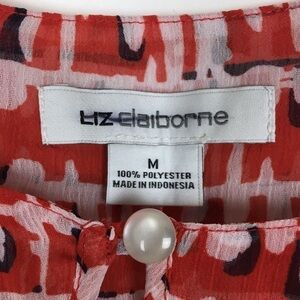 LIZ claiborne
M
100% POLYESTER
MADE IN INDONESIA